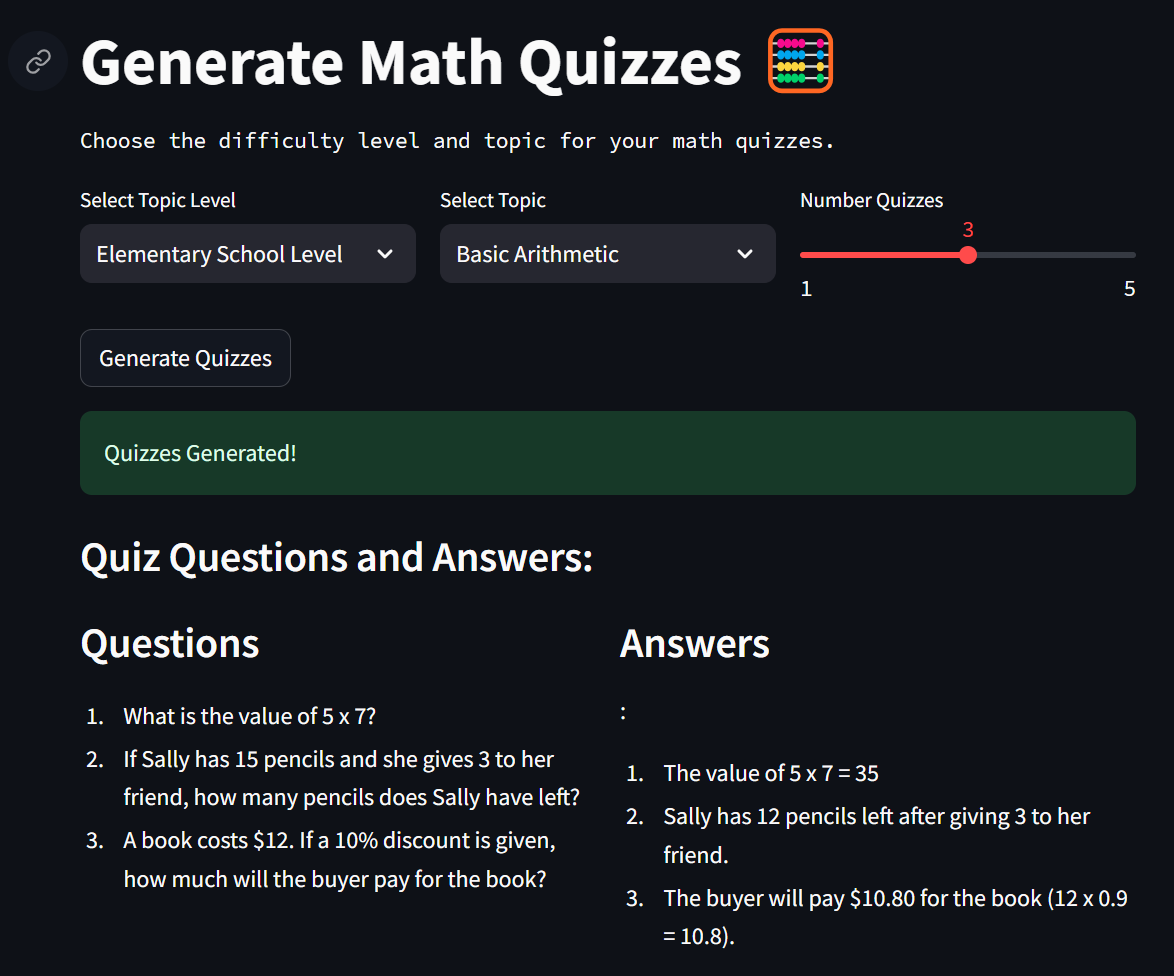 Generate Math Quizzes
Choose the difficulty level and topic for your math quizzes.
Select Topic Level
Elementary School Level
Select Topic
Basic Arithmetic
Number Quizzes
3
1
5
Generate Quizzes
Quizzes Generated!
Quiz Questions and Answers:
Questions
1. What is the value of 5 x 7?
2. If Sally has 15 pencils and she gives 3 to her
friend, how many pencils does Sally have left?
3. A book costs $12. If a 10% discount is given,
how much will the buyer pay for the book?
Answers
:
1. The value of 5 x 7 = 35
2. Sally has 12 pencils left after giving 3 to her
friend.
3. The buyer will pay $10.80 for the book (12 x 0.9
= 10.8).